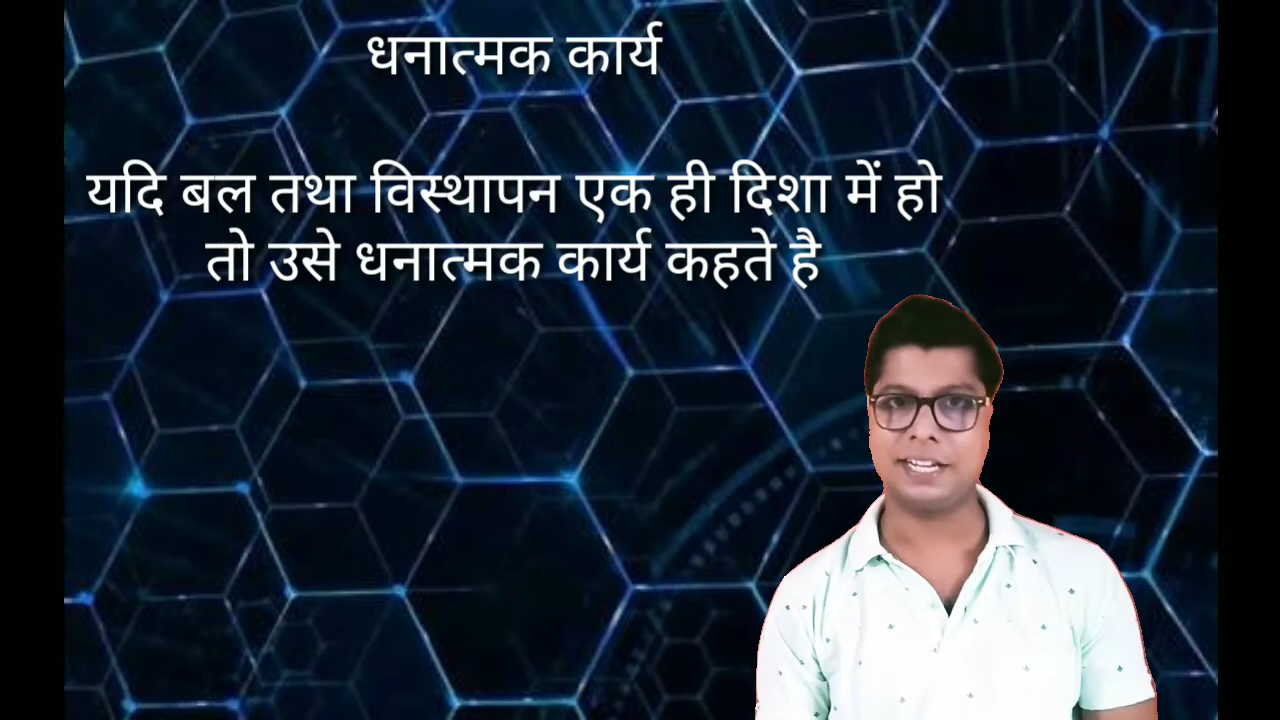 धनात्मक कार्य
यदि बल तथा विस्थापन एक ही दिशा में हो
तो उसे धनात्मक कार्य कहते है